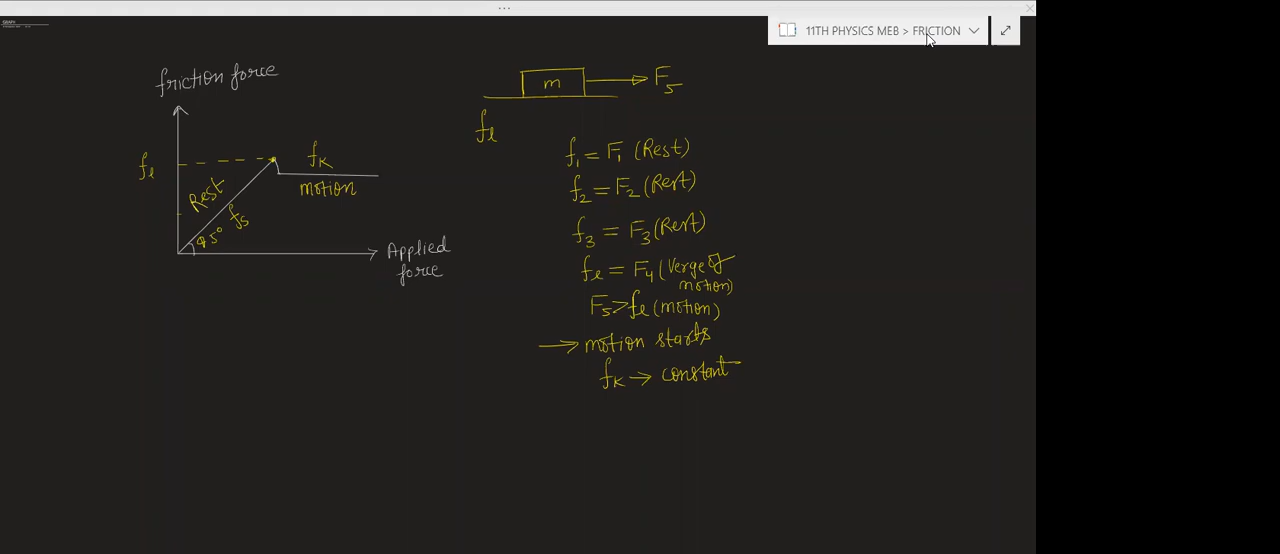 11TH PHYSICS MEB > FRICTION
friction force
fℓ
Rest
fs
45°
fK
motion
Applied
force
m
F5
fℓ
f1 = F1 (Rest)
f2 = F2 (Rest)
f3 = F3 (Rest)
fℓ = F4 (Verge of
motion)
F5 > fℓ (motion)
→ motion starts
fK → constant